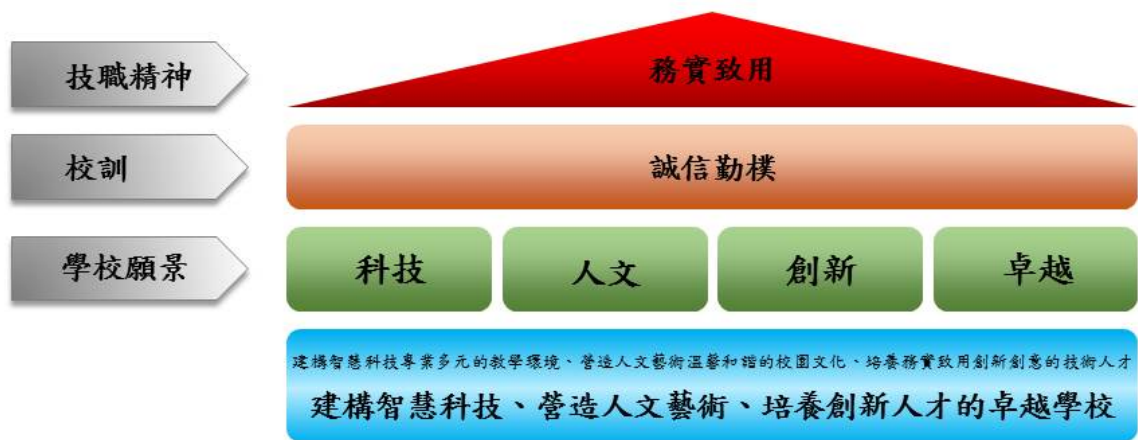 技職精神
務實致用
校訓
誠信勤樸
學校願景
科技
人文
創新
卓越
建構智慧科技專業多元的教學環境、營造人文藝術溫馨和諧的校園文化、培養務實致用創新創意的技術人才
建構智慧科技、營造人文藝術、培養創新人才的卓越學校